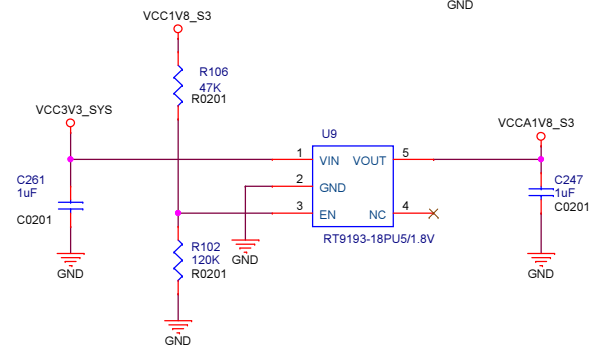 GND
VCC1V8_S3
R106
47K
R0201
VCC3V3_SYS
VCCA1V8_S3
U9
1 VIN VOUT 5
2 GND
3 EN NC 4
RT9193-18PU5/1.8V
C261
1uF
C0201
C247
1uF
C0201
R102
120K
R0201
GND
GND
GND
GND